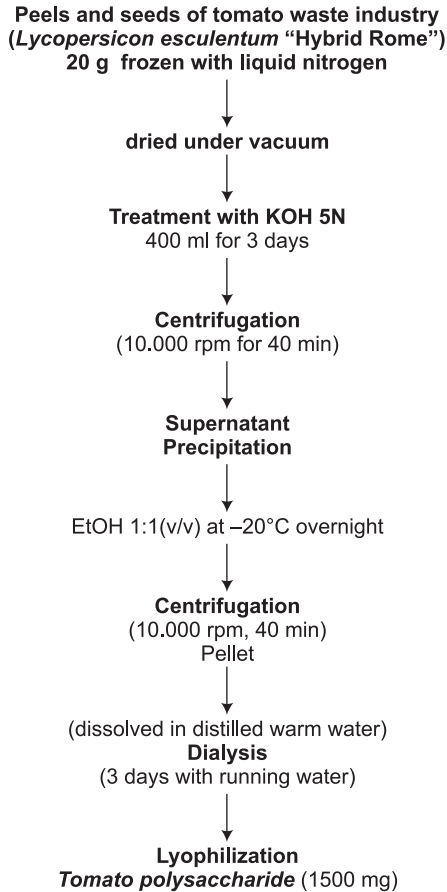 Peels and seeds of tomato waste industry
(Lycopersicon esculentum “Hybrid Rome”)
20 g frozen with liquid nitrogen
dried under vacuum
Treatment with KOH 5N
400 ml for 3 days
Centrifugation
(10.000 rpm for 40 min)
Supernatant
Precipitation
EtOH 1:1(v/v) at –20°C overnight
Centrifugation
(10.000 rpm, 40 min)
Pellet
(dissolved in distilled warm water)
Dialysis
(3 days with running water)
Lyophilization
Tomato polysaccharide (1500 mg)